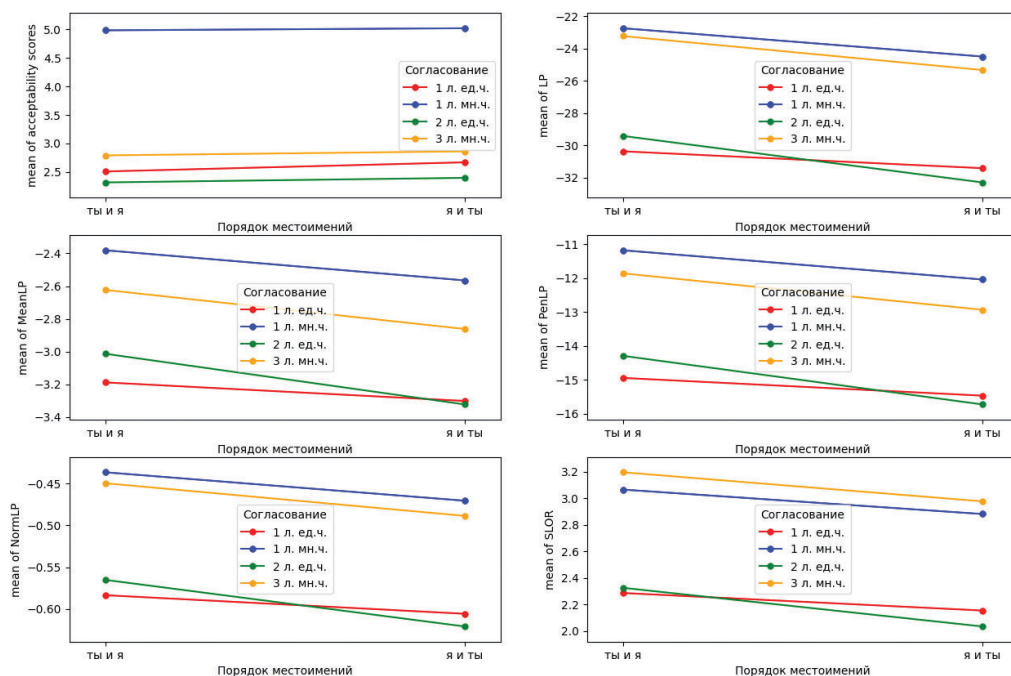 mean of acceptability scores
5.0
4.5
4.0
3.5
3.0
2.5
Согласование
1 л. ед.ч.
1 л. мн.ч.
2 л. ед.ч.
3 л. мн.ч.
ты и я
я и ты
Порядок местоимений
mean of LP
−22
−24
−26
−28
−30
−32
Согласование
1 л. ед.ч.
1 л. мн.ч.
2 л. ед.ч.
3 л. мн.ч.
ты и я
я и ты
Порядок местоимений
mean of MeanLP
−2.4
−2.6
−2.8
−3.0
−3.2
−3.4
Согласование
1 л. ед.ч.
1 л. мн.ч.
2 л. ед.ч.
3 л. мн.ч.
ты и я
я и ты
Порядок местоимений
mean of PenLP
−11
−12
−13
−14
−15
−16
Согласование
1 л. ед.ч.
1 л. мн.ч.
2 л. ед.ч.
3 л. мн.ч.
ты и я
я и ты
Порядок местоимений
mean of NormLP
−0.45
−0.50
−0.55
−0.60
Согласование
1 л. ед.ч.
1 л. мн.ч.
2 л. ед.ч.
3 л. мн.ч.
ты и я
я и ты
Порядок местоимений
mean of SLOR
3.2
3.0
2.8
2.6
2.4
2.2
2.0
Согласование
1 л. ед.ч.
1 л. мн.ч.
2 л. ед.ч.
3 л. мн.ч.
ты и я
я и ты
Порядок местоимений